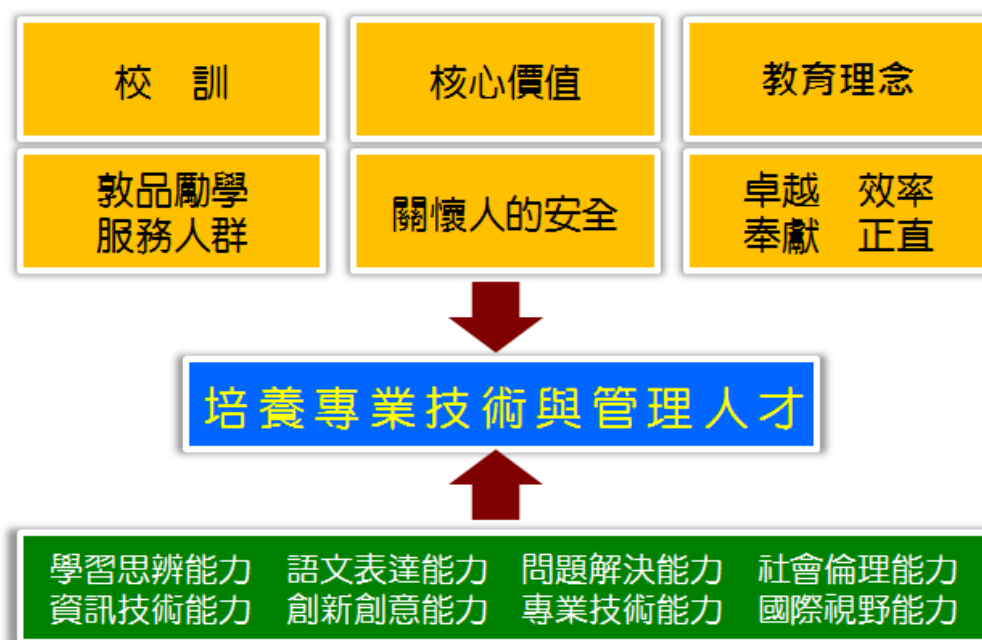 校 訓
核心價值
教育理念
敦品勵學
服務人群
關懷人的安全
卓越 效率
奉獻 正直
培養專業技術與管理人才
學習思辨能力 語文表達能力 問題解決能力 社會倫理能力
資訊技術能力 創新創意能力 專業技術能力 國際視野能力